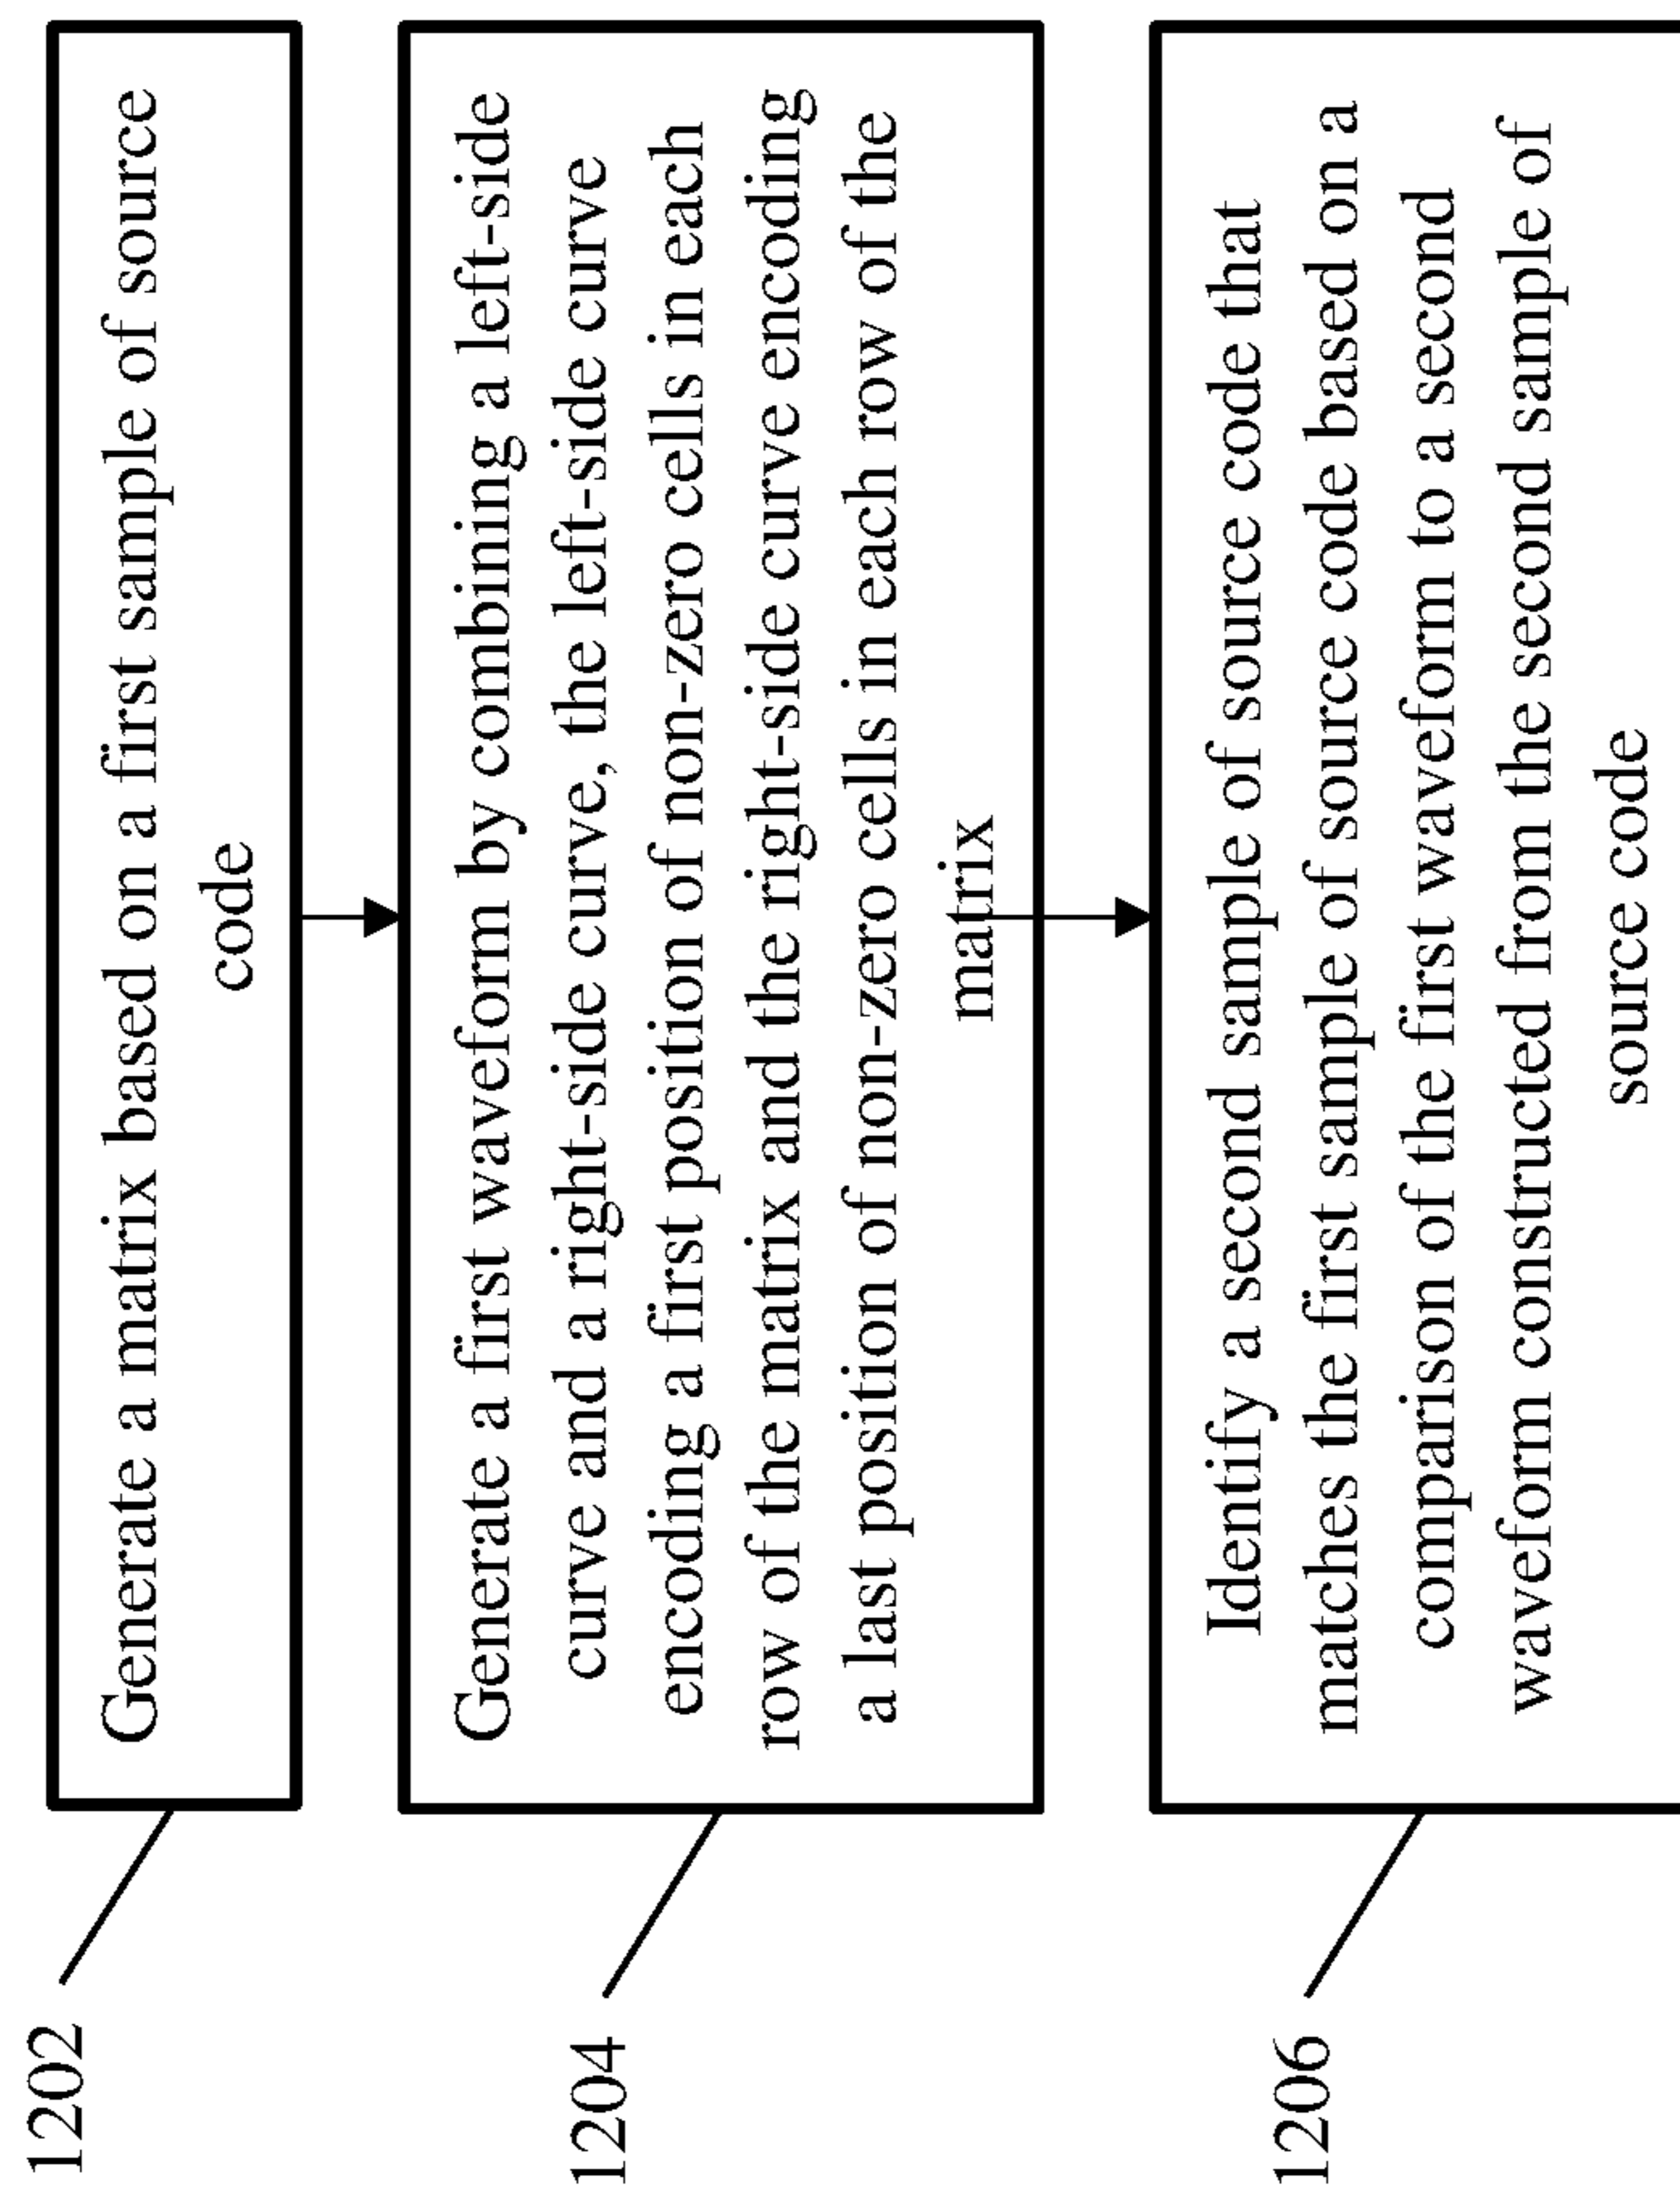 1202
Generate a matrix based on a first sample of source
code
1204
Generate a first waveform by combining a left-side
curve and a right-side curve, the left-side curve
encoding a first position of non-zero cells in each
row of the matrix and the right-side curve encoding
a last position of non-zero cells in each row of the
matrix
1206
Identify a second sample of source code that
matches the first sample of source code based on a
comparison of the first waveform to a second
waveform constructed from the second sample of
source code